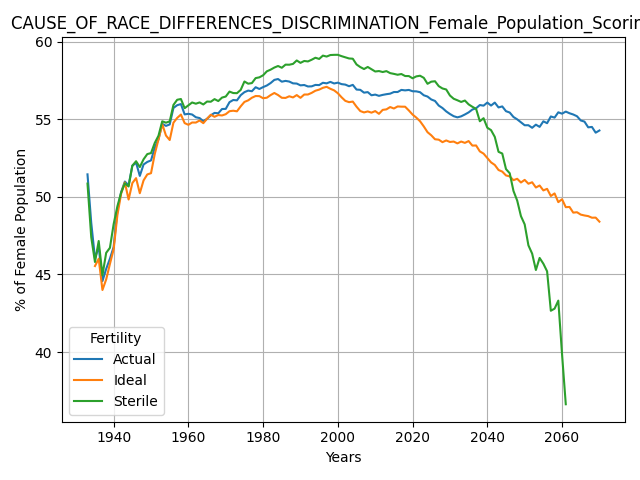 CAUSE_OF_RACE_DIFFERENCES_DISCRIMINATION_Female_Population_Scorin
60
55
50
45
40
% of Female Population
Fertility
Actual
Ideal
Sterile
1940
1960
1980
2000
2020
2040
2060
Years